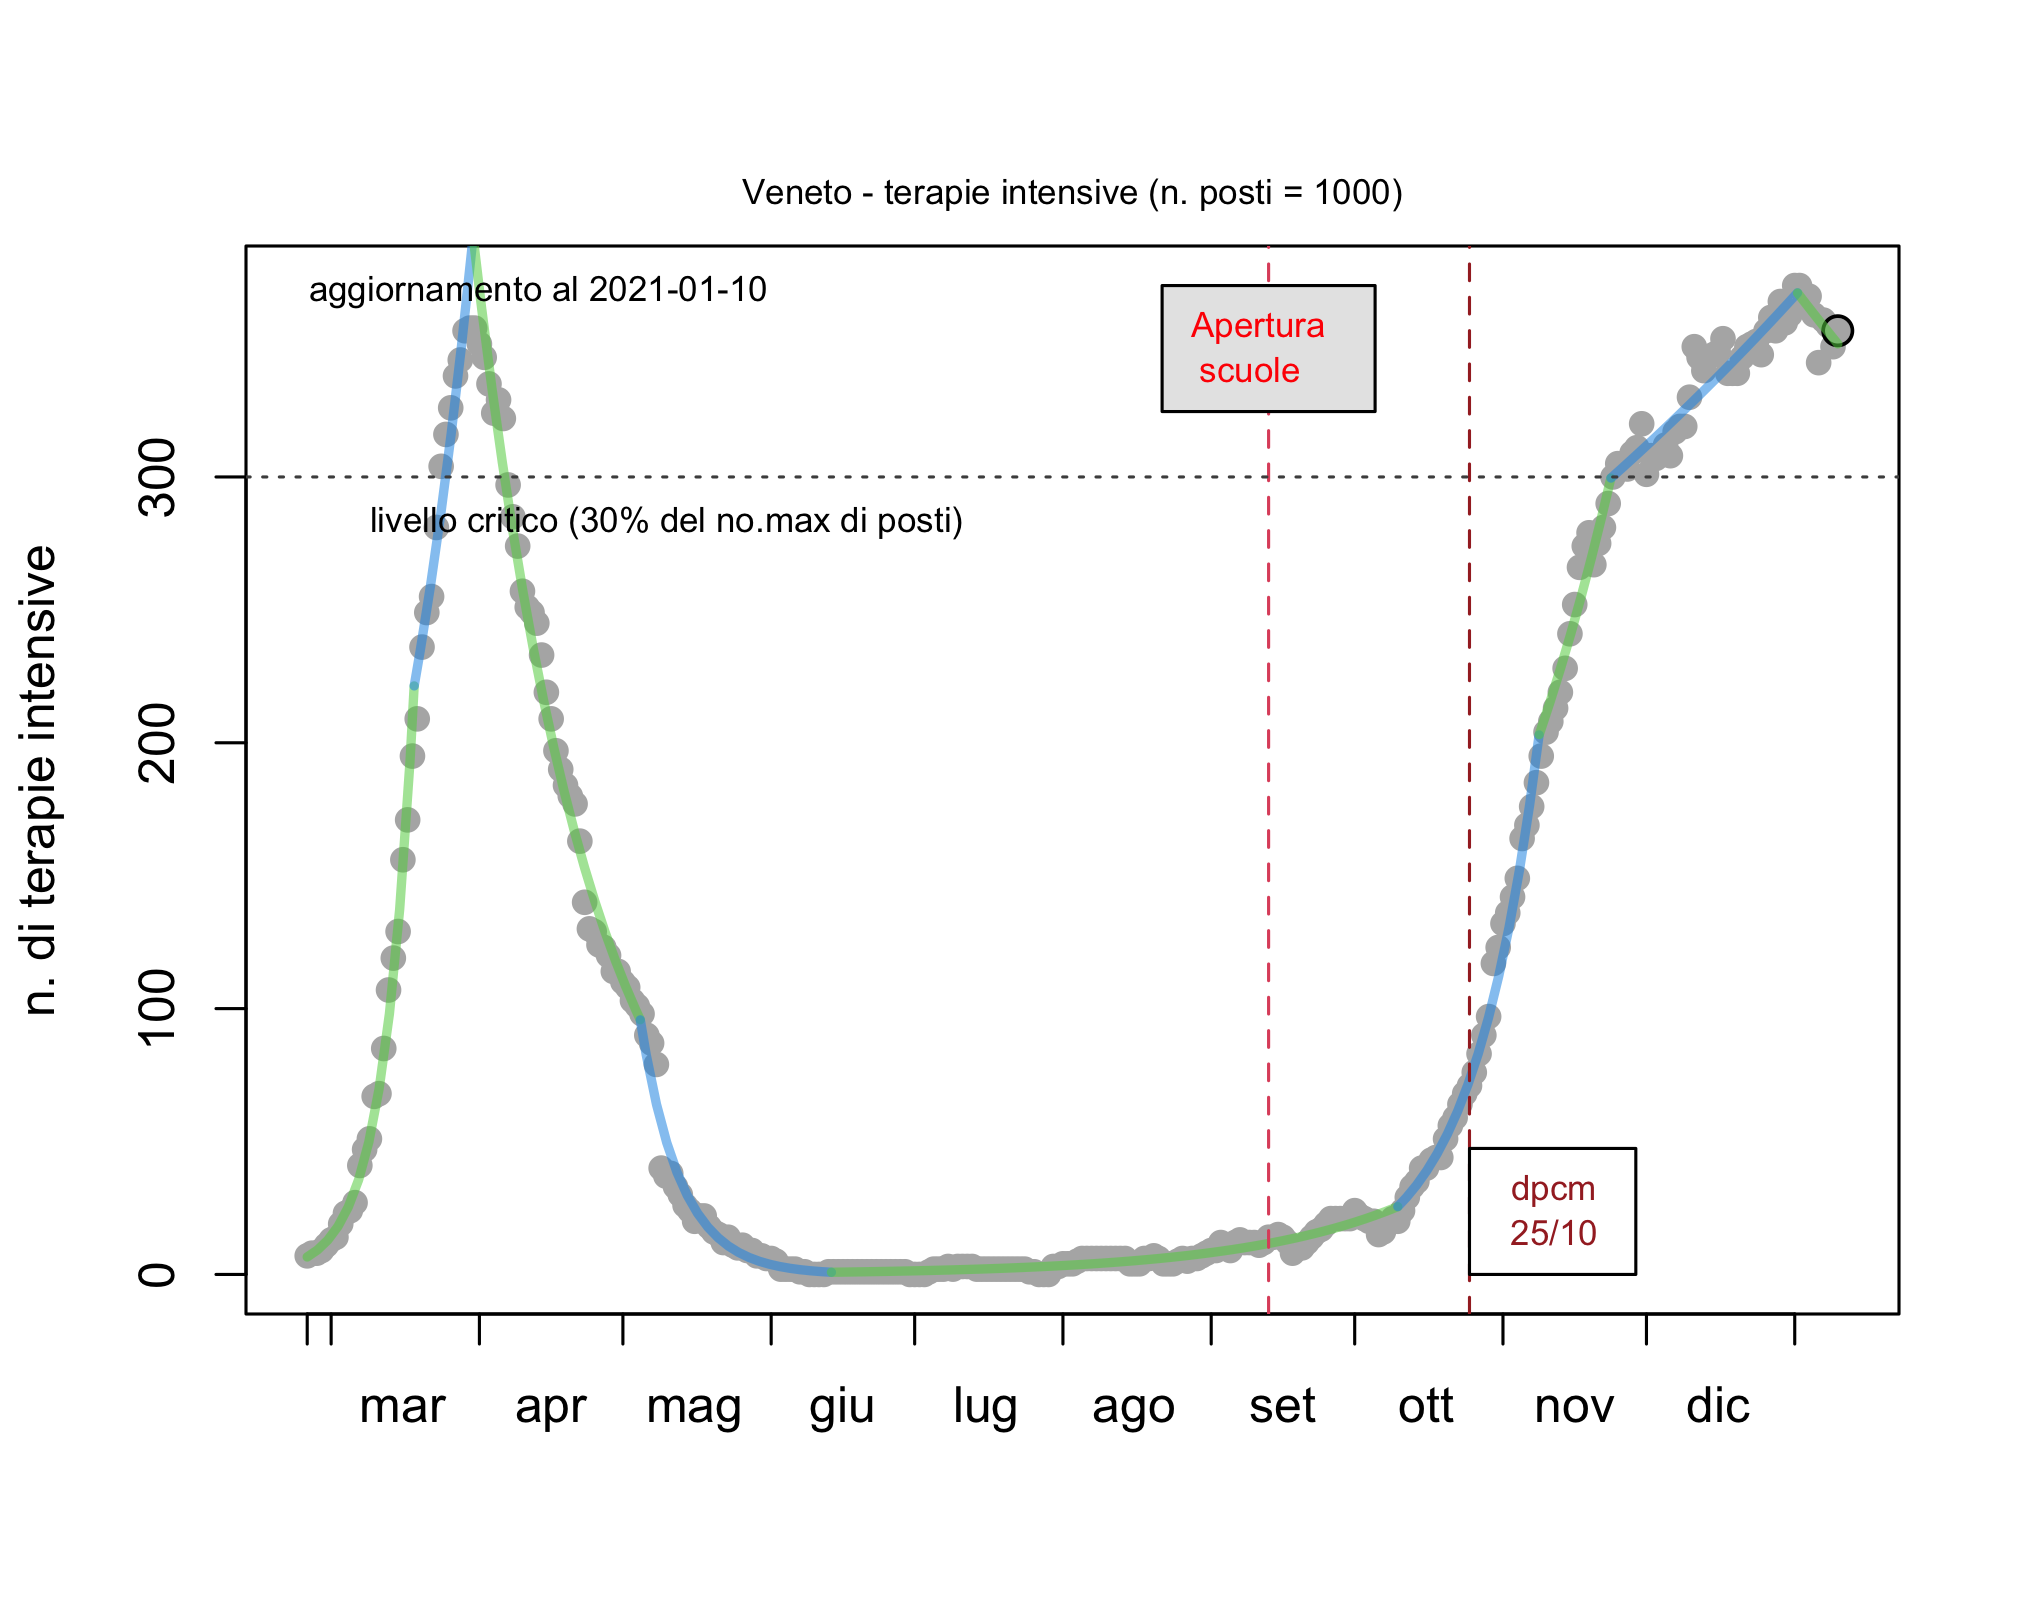 Veneto - terapie intensive (n. posti = 1000)
aggiornamento al 2021-01-10
Apertura
scuole
livello critico (30% del no.max di posti)
dpcm
25/10
n. di terapie intensive
300
200
100
0
mar apr mag giu lug ago set ott nov dic